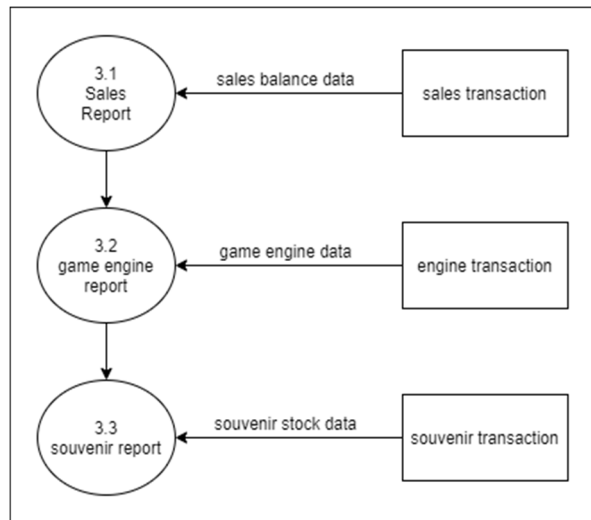 3.1
Sales
Report
sales balance data
sales transaction
3.2
game engine
report
game engine data
engine transaction
3.3
souvenir report
souvenir stock data
souvenir transaction